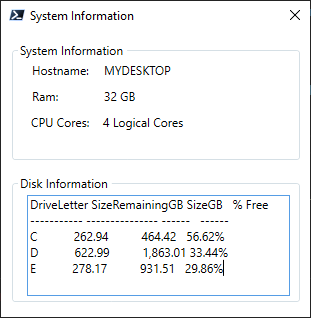 System Information
System Information
Hostname: MYDESKTOP
Ram: 32 GB
CPU Cores: 4 Logical Cores
Disk Information
DriveLetter SizeRemainingGB SizeGB % Free
----------- --------------- ------ ------
C 262.94 464.42 56.62%
D 622.99 1,863.01 33.44%
E 278.17 931.51 29.86%